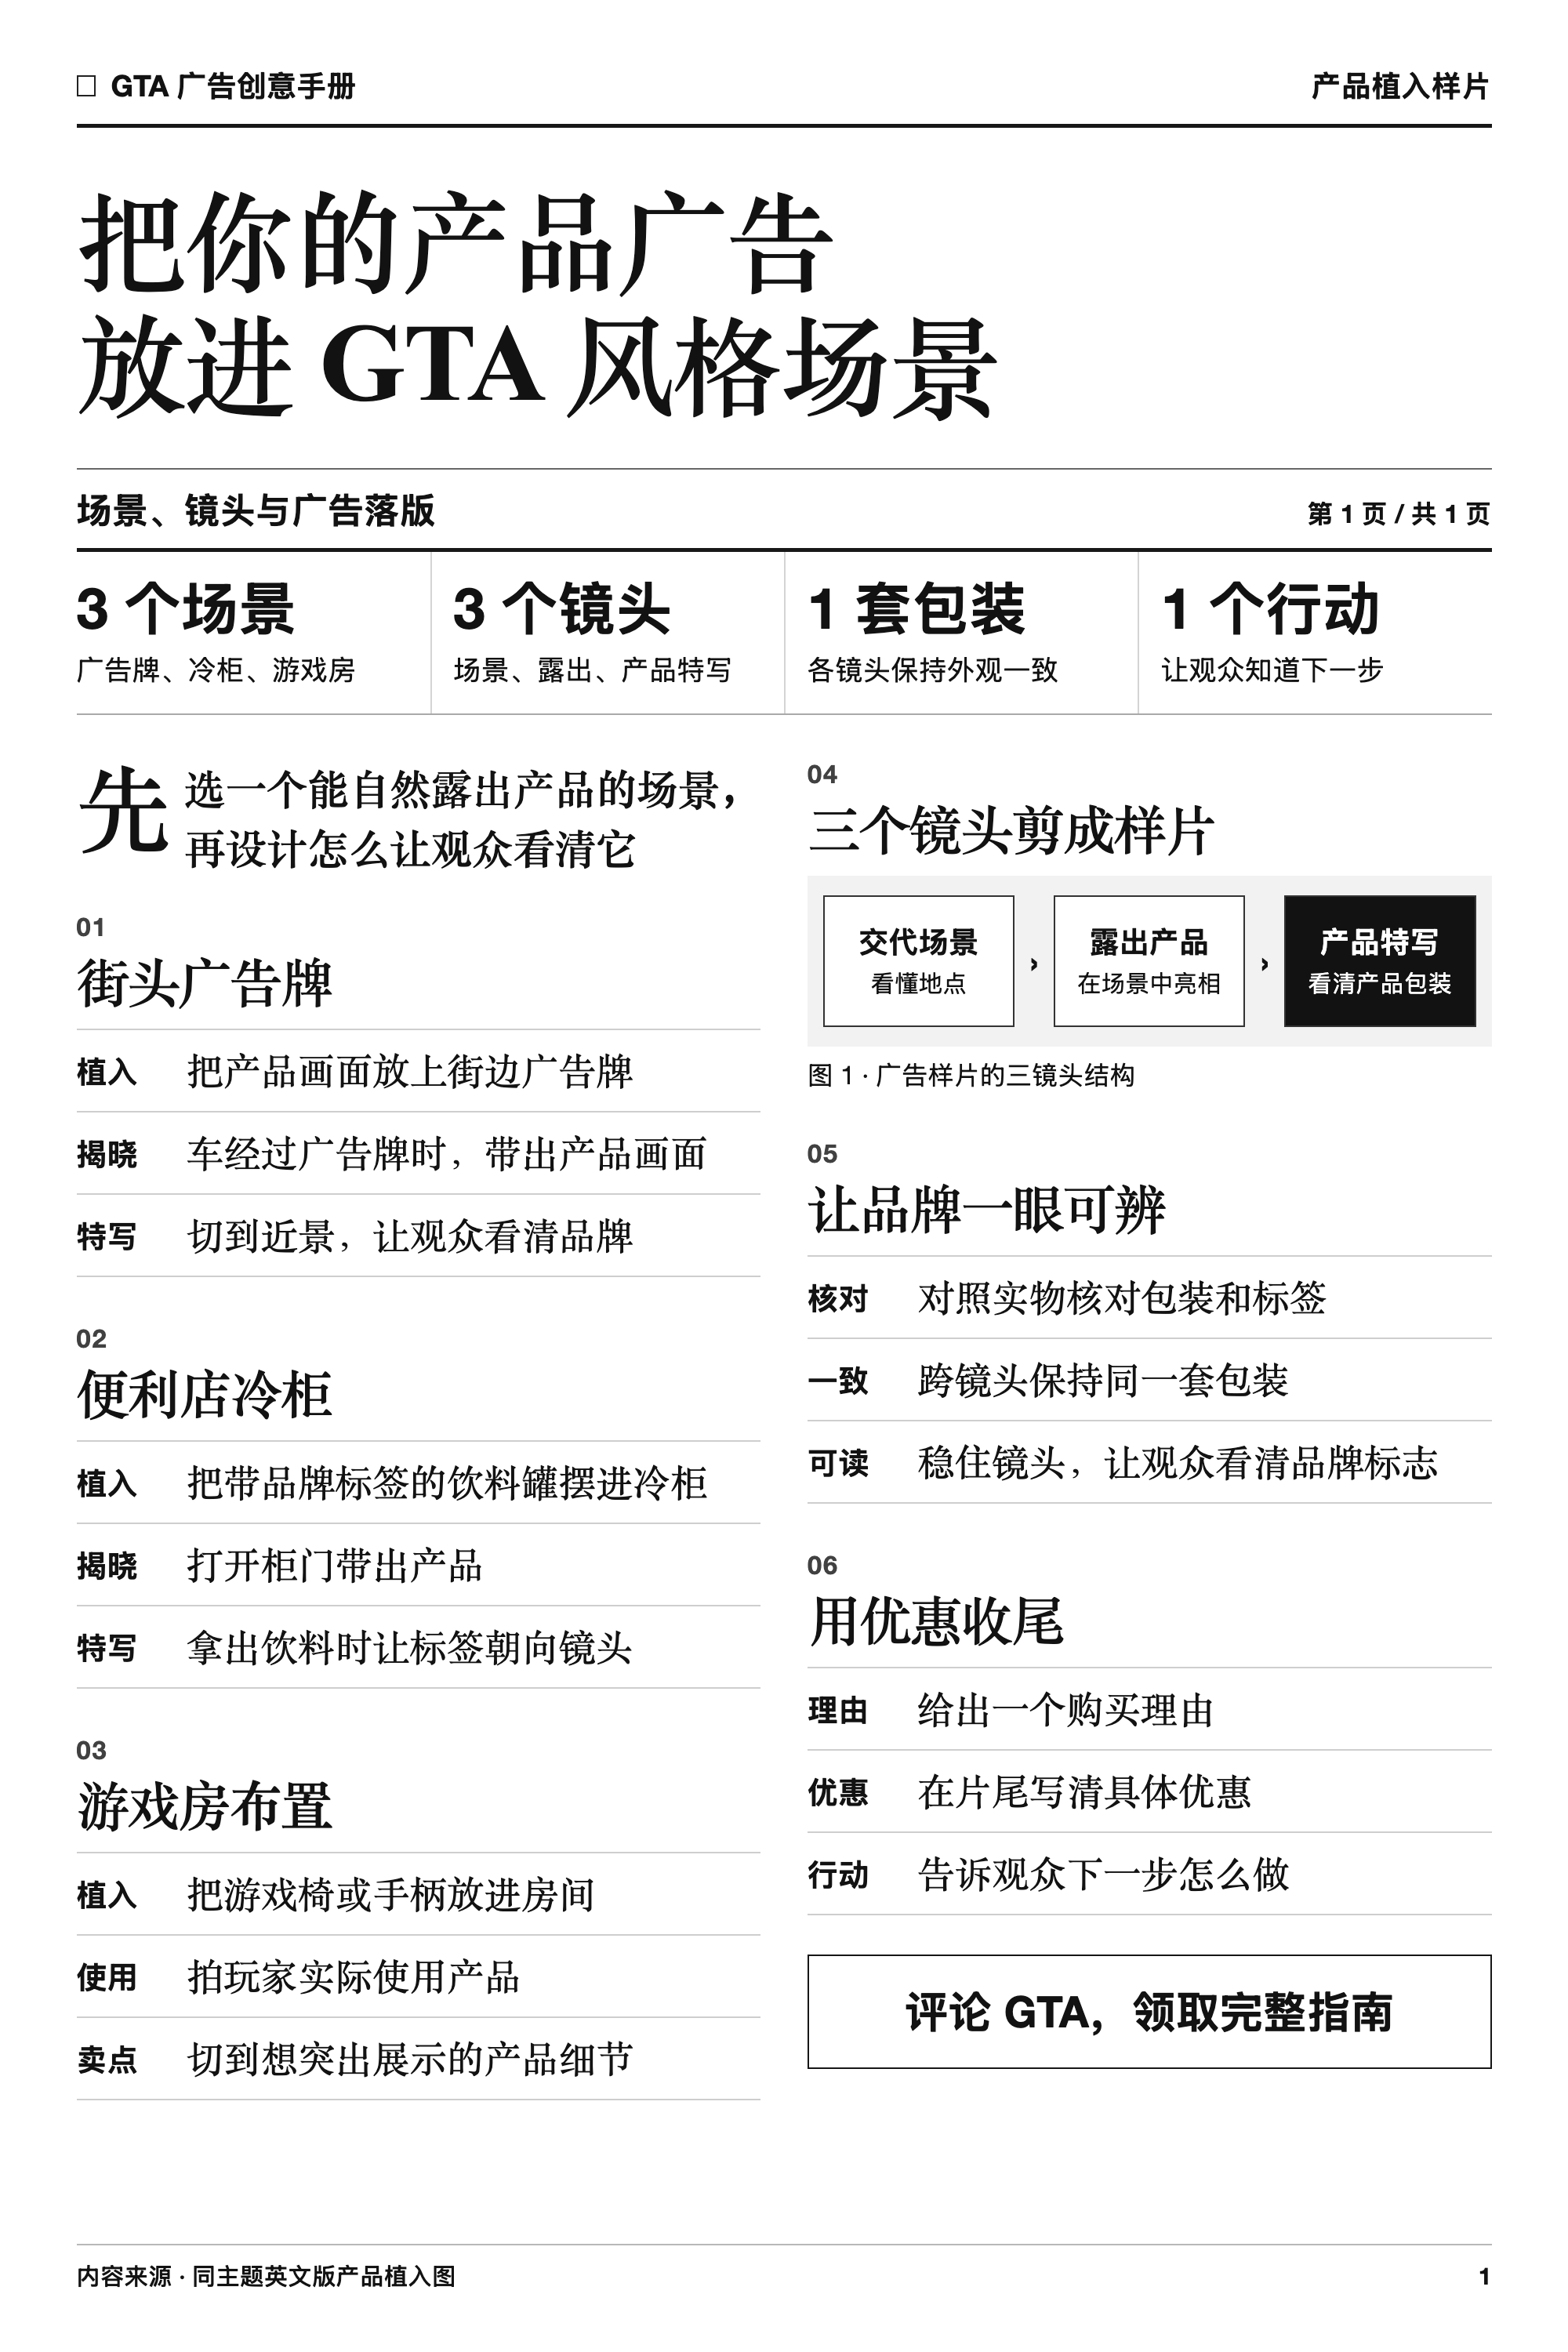 GTA 广告创意手册
产品植入样片
把你的产品广告
放进 GTA 风格场景
场景、镜头与广告落版
第 1 页 / 共 1 页
3 个场景
广告牌、冷柜、游戏房
3 个镜头
场景、露出、产品特写
1 套包装
各镜头保持外观一致
1 个行动
让观众知道下一步
先选一个能自然露出产品的场景，
再设计怎么让观众看清它
01
街头广告牌
植入 把产品画面放上街边广告牌
揭晓 车经过广告牌时，带出产品画面
特写 切到近景，让观众看清品牌
02
便利店冷柜
植入 把带品牌标签的饮料罐摆进冷柜
揭晓 打开柜门带出产品
特写 拿出饮料时让标签朝向镜头
03
游戏房布置
植入 把游戏椅或手柄放进房间
使用 拍玩家实际使用产品
卖点 切到想突出展示的产品细节
04
三个镜头剪成样片
交代场景
看懂地点
›
露出产品
在场景中亮相
›
产品特写
看清产品包装
图 1 · 广告样片的三镜头结构
05
让品牌一眼可辨
核对 对照实物核对包装和标签
一致 跨镜头保持同一套包装
可读 稳住镜头，让观众看清品牌标志
06
用优惠收尾
理由 给出一个购买理由
优惠 在片尾写清具体优惠
行动 告诉观众下一步怎么做
评论 GTA，领取完整指南
内容来源 · 同主题英文版产品植入图
1